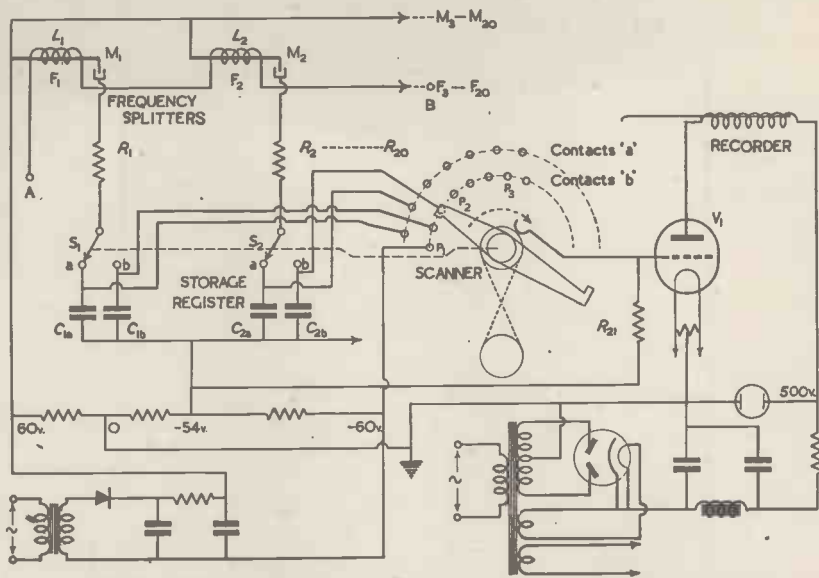 L₁
M₁
L₂
M₂
M₃–M₂₀
F₁
F₂
F₃–F₂₀
B
FREQUENCY
SPLITTERS
A
R₁
R₂ R₂₀
Contacts 'a'
Contacts 'b'
RECORDER
P₂
P₃
P₁
V₁
S₁
S₂
a
b
a
b
STORAGE
REGISTER
SCANNER
C₁ₐ
C₁b
C₂ₐ
C₂b
R₂₁
60v.
O
-54v.
-60v.
500v.
~
~